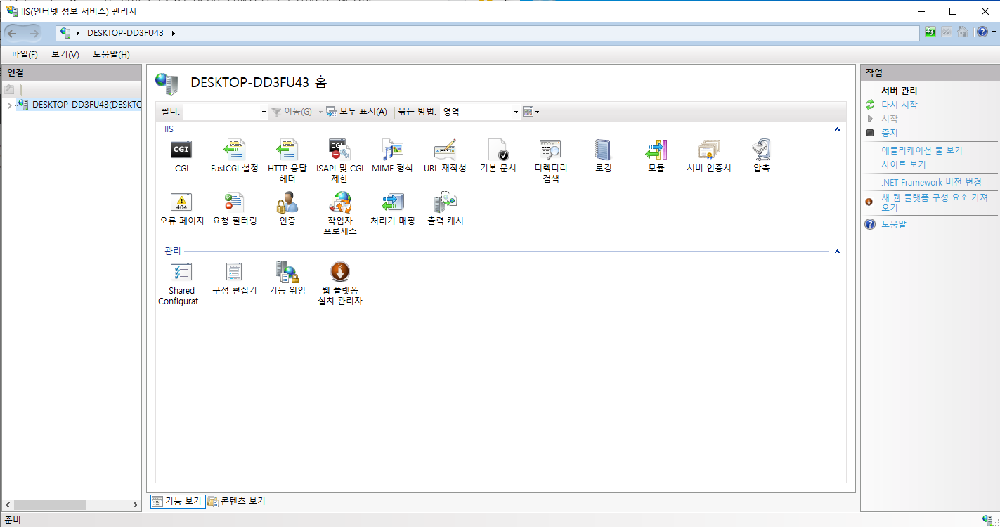 IIS(인터넷 정보 서비스) 관리자
DESKTOP-DD3FU43
파일(F) 보기(V) 도움말(H)
연결
DESKTOP-DD3FU43(DESKTO
DESKTOP-DD3FU43 홈
필터: 이동(G) 모두 표시(A) 묶는 방법: 영역
IIS
CGI
CGI
FastCGI 설정
HTTP 응답
헤더
CGI
ISAPI 및 CGI
제한
MIME 형식
URL 재작성
기본 문서
디렉터리
검색
로깅
모듈
서버 인증서
압축
404
오류 페이지
요청 필터링
인증
작업자
프로세스
처리기 매핑
출력 캐시
관리
Shared
Configurat...
구성 편집기
기능 위임
웹 플랫폼
설치 관리자
기능 보기 콘텐츠 보기
작업
서버 관리
다시 시작
시작
중지
애플리케이션 풀 보기
사이트 보기
.NET Framework 버전 변경
새 웹 플랫폼 구성 요소 가져
오기
도움말
준비